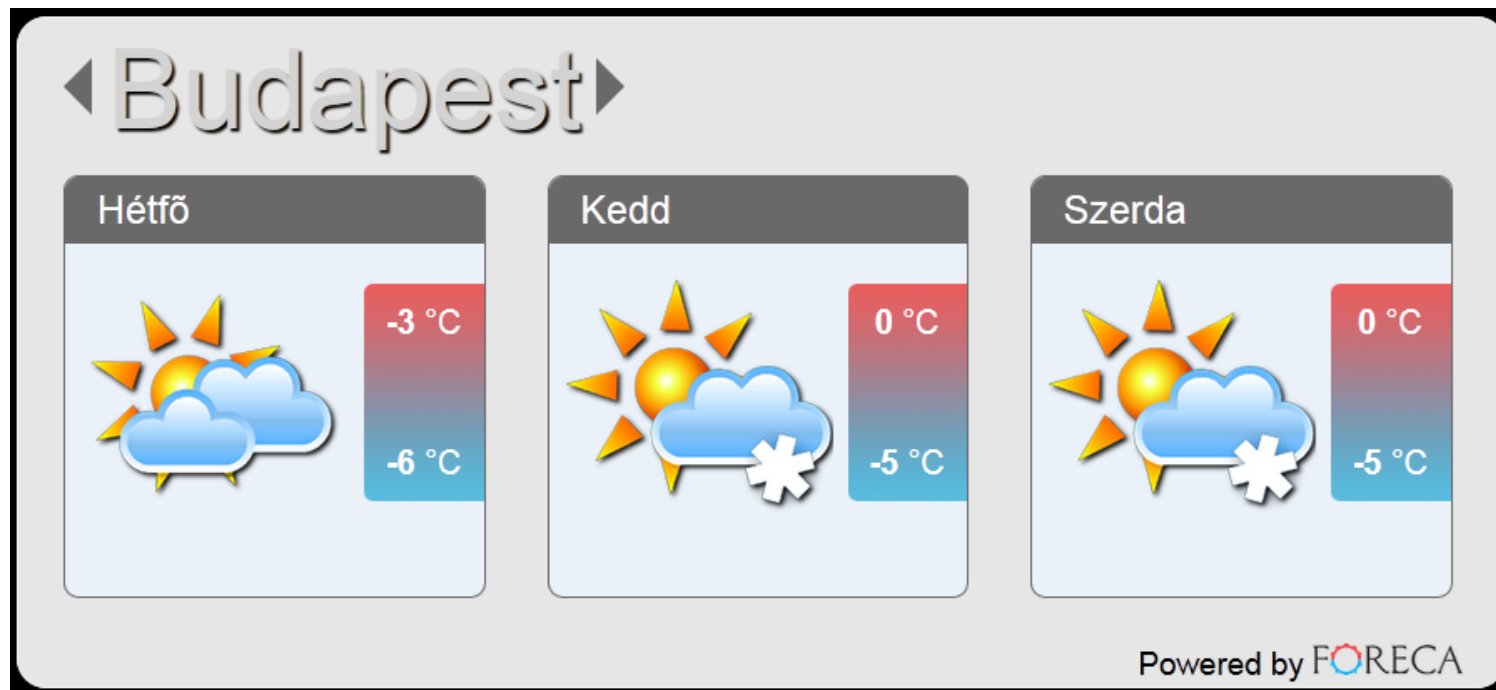 Budapest
Hétfõ
Kedd
Szerda
-3 °C
0 °C
0 °C
-6 °C
-5 °C
-5 °C
Powered by FORECA